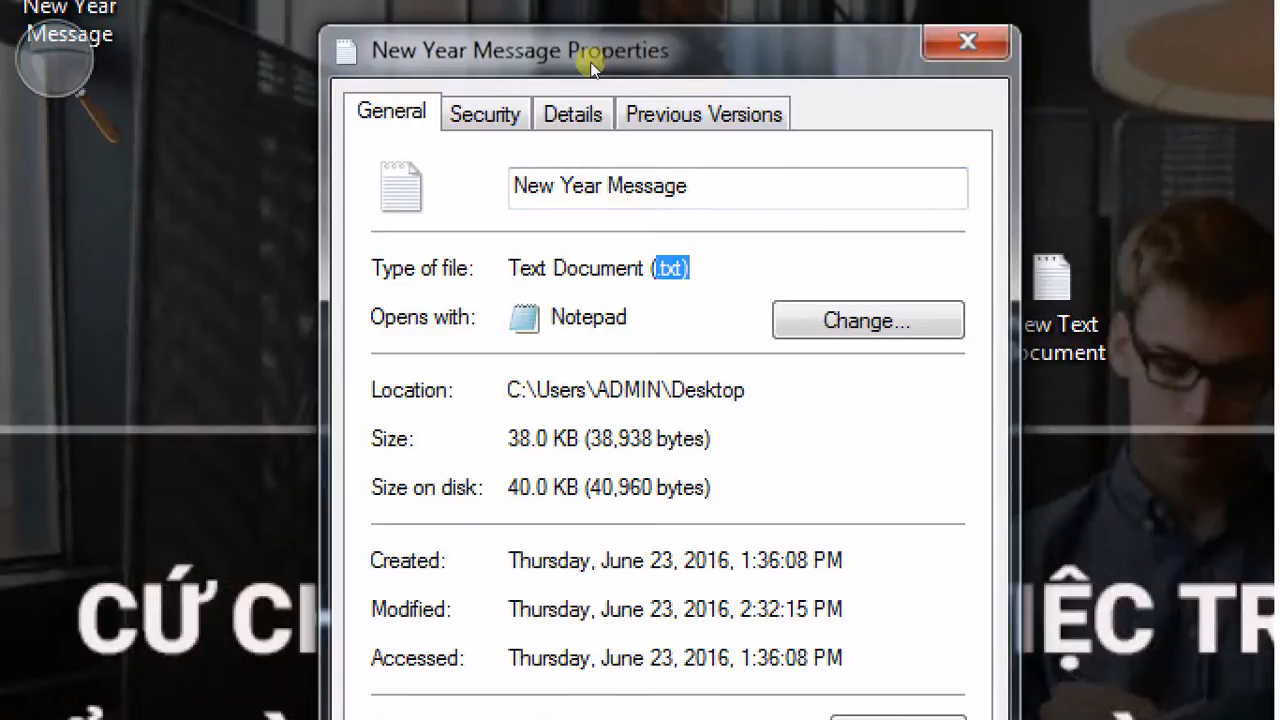 New Year
Message
New Year Message Properties
General
Security
Details
Previous Versions
New Year Message
Type of file:
Text Document (.txt)
Opens with:
Notepad
Change...
Location:
C:\Users\ADMIN\Desktop
Size:
38.0 KB (38,938 bytes)
Size on disk:
40.0 KB (40,960 bytes)
Created:
Thursday, June 23, 2016, 1:36:08 PM
Modified:
Thursday, June 23, 2016, 2:32:15 PM
Accessed:
Thursday, June 23, 2016, 1:36:08 PM
ew Text
ocument
CỨ C
IỆC TR